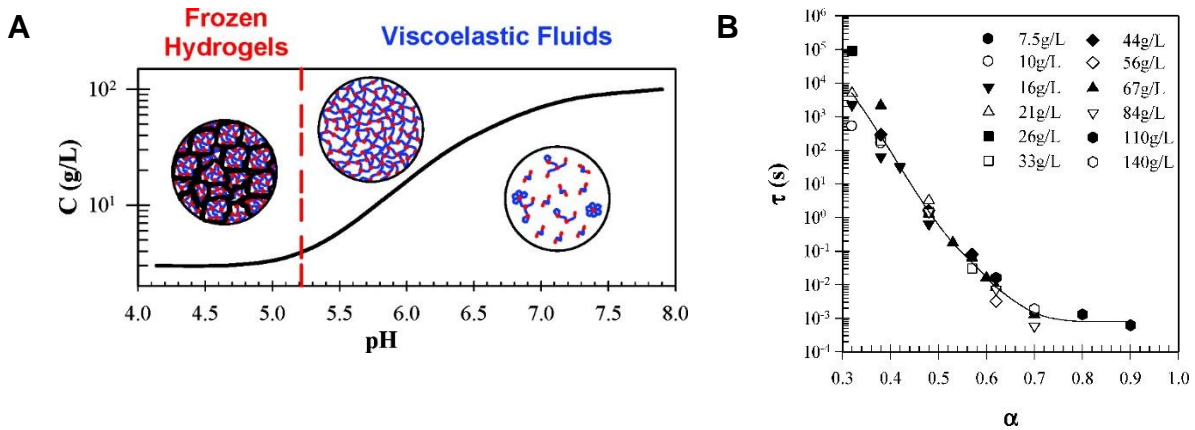 A
Frozen
Hydrogels
Viscoelastic Fluids
C (g/L)
10²
10¹
4.0 4.5 5.0 5.5 6.0 6.5 7.0 7.5 8.0
pH
B
τ (s)
10⁶
10⁵
10⁴
10³
10²
10¹
10⁰
10⁻¹
10⁻²
10⁻³
10⁻⁴
7.5g/L 44g/L
10g/L 56g/L
16g/L 67g/L
21g/L 84g/L
26g/L 110g/L
33g/L 140g/L
0.3 0.4 0.5 0.6 0.7 0.8 0.9 1.0
α